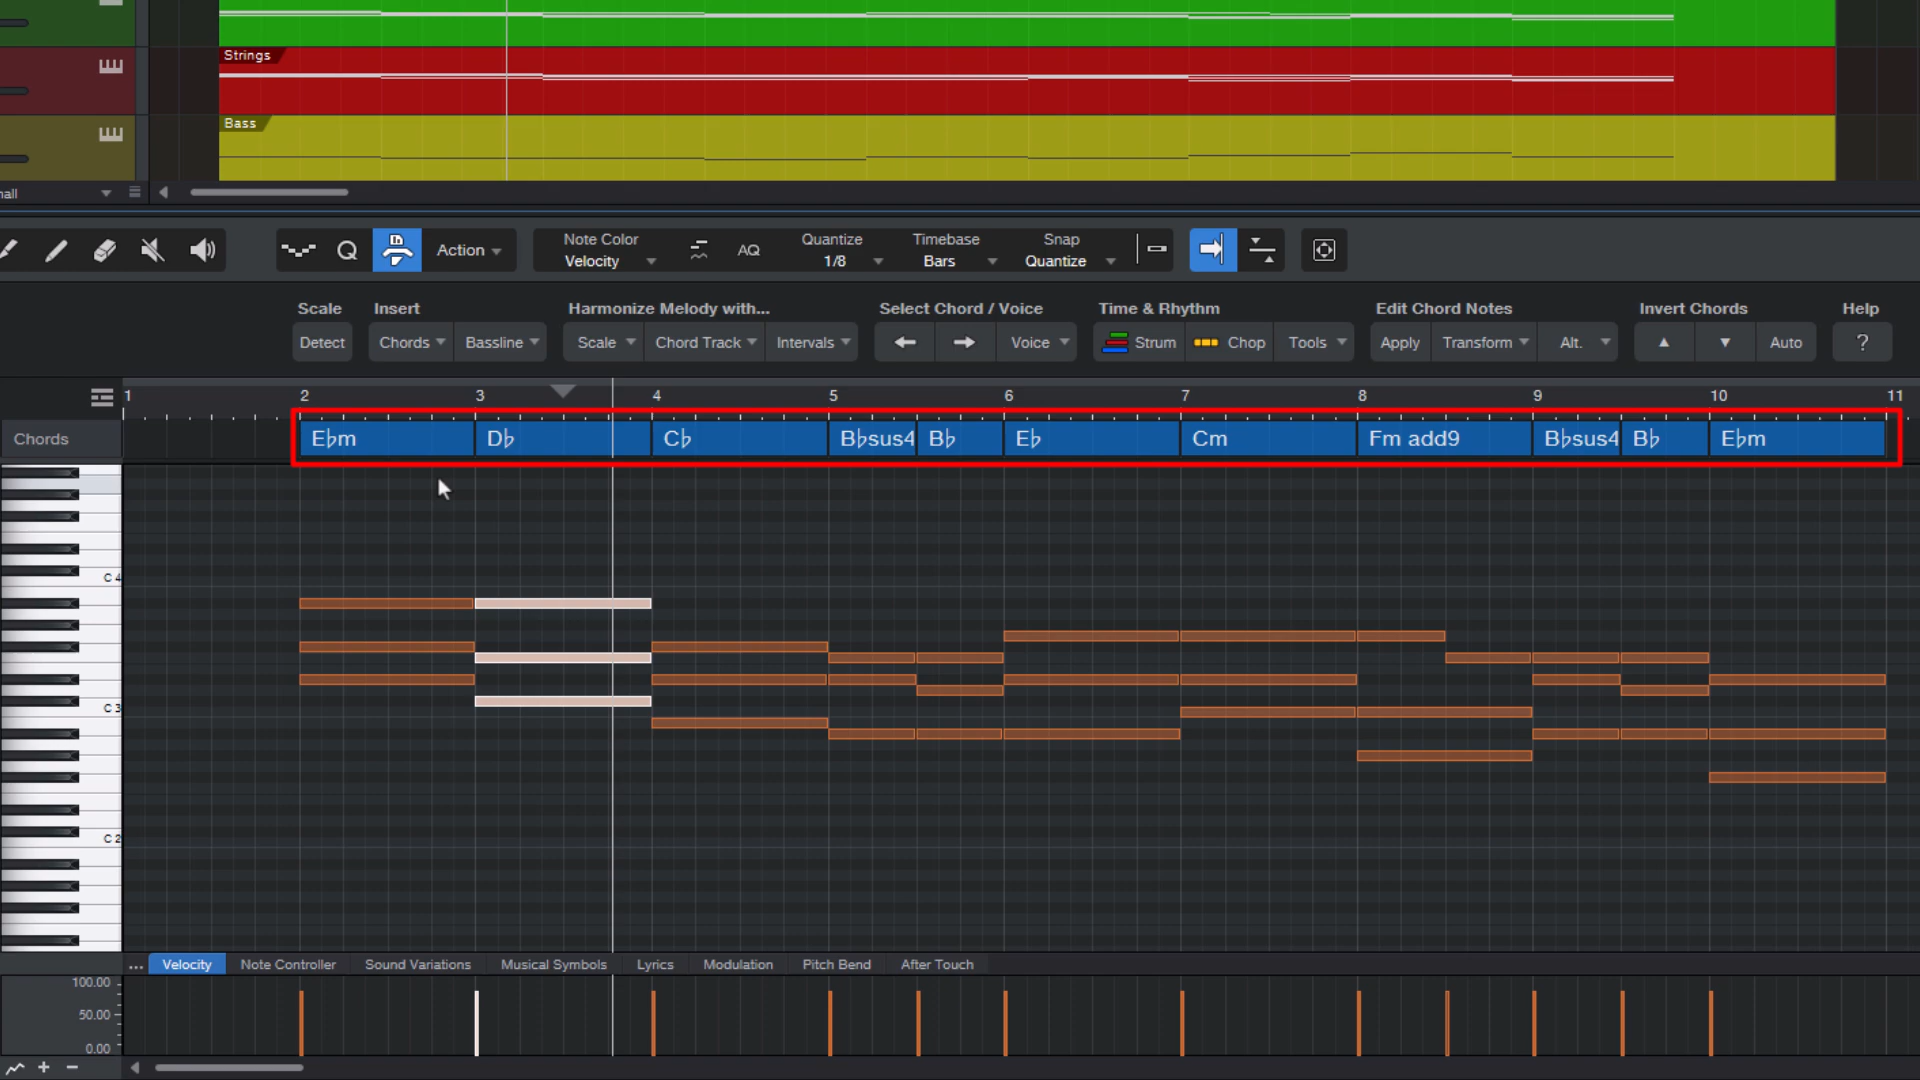 Strings
Bass
all
Q
Action
Note Color
Velocity
AQ
Quantize
1/8
Timebase
Bars
Snap
Quantize
Scale
Insert
Harmonize Melody with...
Select Chord / Voice
Time & Rhythm
Edit Chord Notes
Invert Chords
Help
Detect
Chords
Bassline
Scale
Chord Track
Intervals
Voice
Strum
Chop
Tools
Apply
Transform
Alt.
Auto
?
1 2 3 4 5 6 7 8 9 10 11
Chords
E♭m D♭ C♭ B♭sus4 B♭ E♭ Cm Fm add9 B♭sus4 B♭ E♭m
C 4
C 3
C 2
... Velocity Note Controller Sound Variations Musical Symbols Lyrics Modulation Pitch Bend After Touch
100.00
50.00
0.00